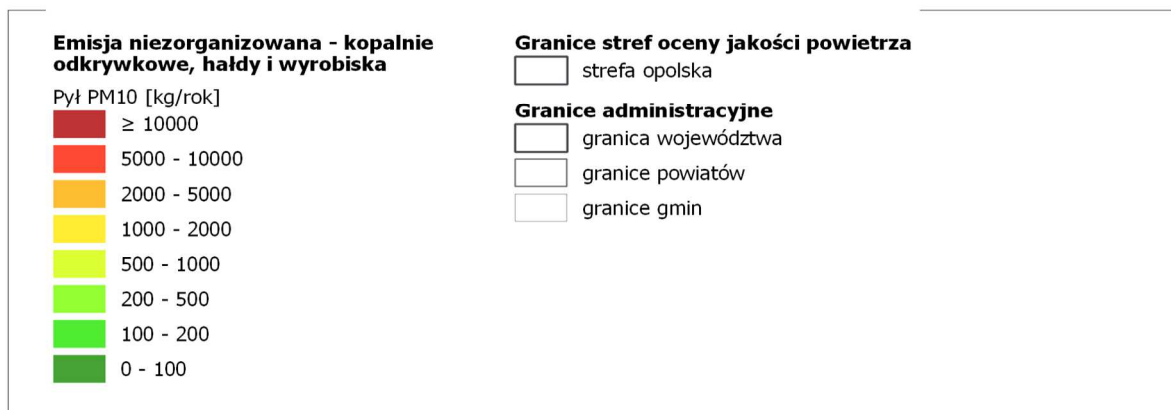 Emisja niezorganizowana - kopalnie
odkrywkowe, hałdy i wyrobiska
Pył PM10 [kg/rok]
≥ 10000
5000 - 10000
2000 - 5000
1000 - 2000
500 - 1000
200 - 500
100 - 200
0 - 100
Granice stref oceny jakości powietrza
strefa opolska
Granice administracyjne
granica województwa
granice powiatów
granice gmin